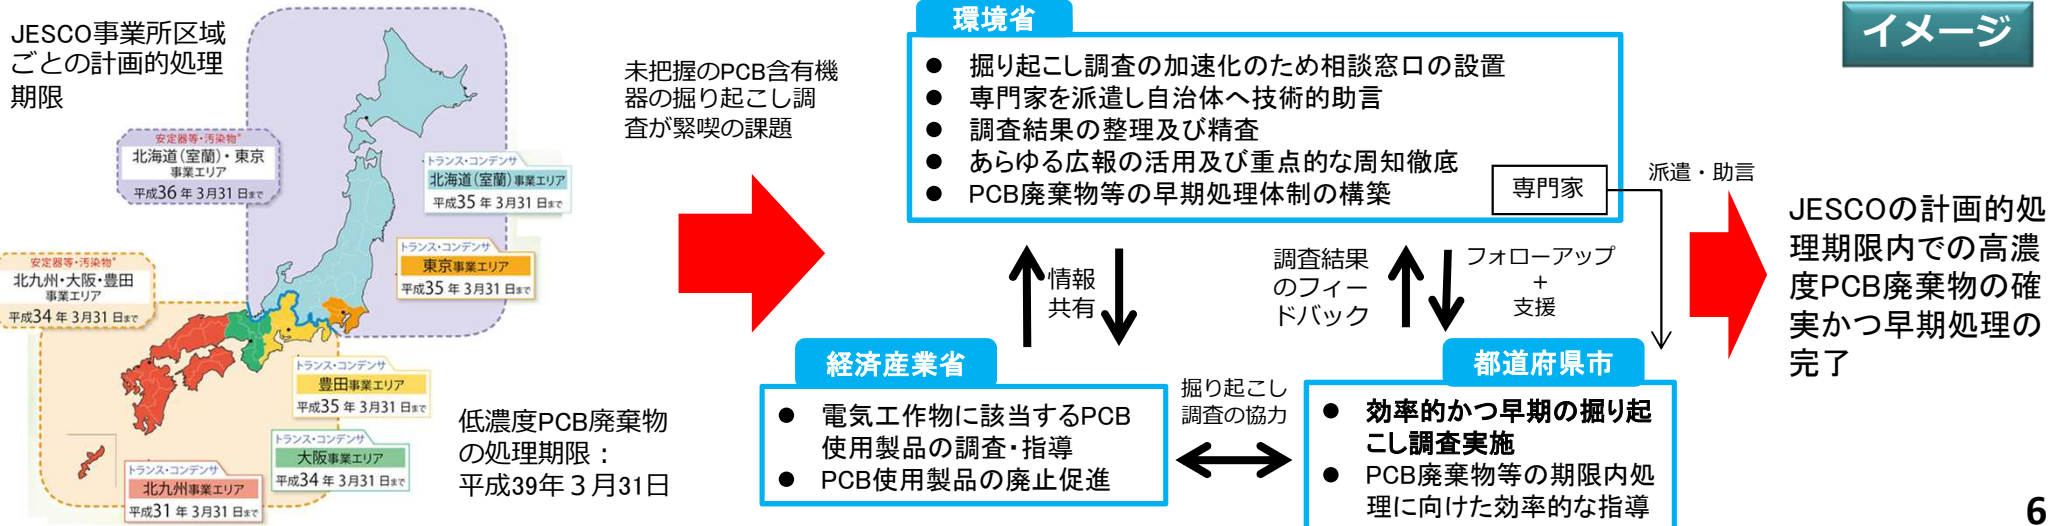 JESCO事業所区域
ごとの計画的処理
期限
安定器等・汚染物*
北海道(室蘭)・東京
事業エリア
平成36年3月31日まで
トランス・コンデンサ
北海道(室蘭)事業エリア
平成35年3月31日まで
トランス・コンデンサ
東京事業エリア
平成35年3月31日まで
安定器等・汚染物*
北九州・大阪・豊田
事業エリア
平成34年3月31日まで
トランス・コンデンサ
豊田事業エリア
平成35年3月31日まで
トランス・コンデンサ
大阪事業エリア
平成34年3月31日まで
トランス・コンデンサ
北九州事業エリア
平成31年3月31日まで
低濃度PCB廃棄物
の処理期限：
平成39年３月31日
未把握のPCB含有機
器の掘り起こし調
査が緊喫の課題
環境省
● 掘り起こし調査の加速化のため相談窓口の設置
● 専門家を派遣し自治体へ技術的助言
● 調査結果の整理及び精査
● あらゆる広報の活用及び重点的な周知徹底
● PCB廃棄物等の早期処理体制の構築
専門家
派遣・助言
情報
共有
調査結果
のフィー
ドバック
フォローアップ
+
支援
経済産業省
● 電気工作物に該当するPCB
使用製品の調査・指導
● PCB使用製品の廃止促進
掘り起こし
調査の協力
都道府県市
● 効率的かつ早期の掘り起
こし調査実施
● PCB廃棄物等の期限内処
理に向けた効率的な指導
イメージ
JESCOの計画的処
理期限内での高濃
度PCB廃棄物の確
実かつ早期処理の
完了
6